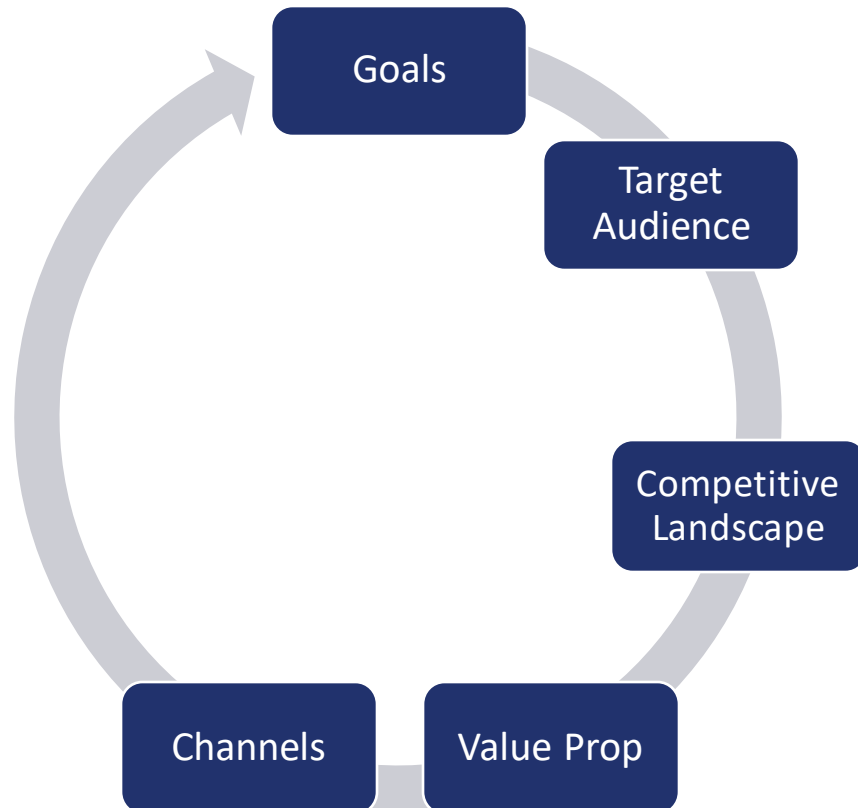 Goals
Target
Audience
Competitive
Landscape
Value Prop
Channels